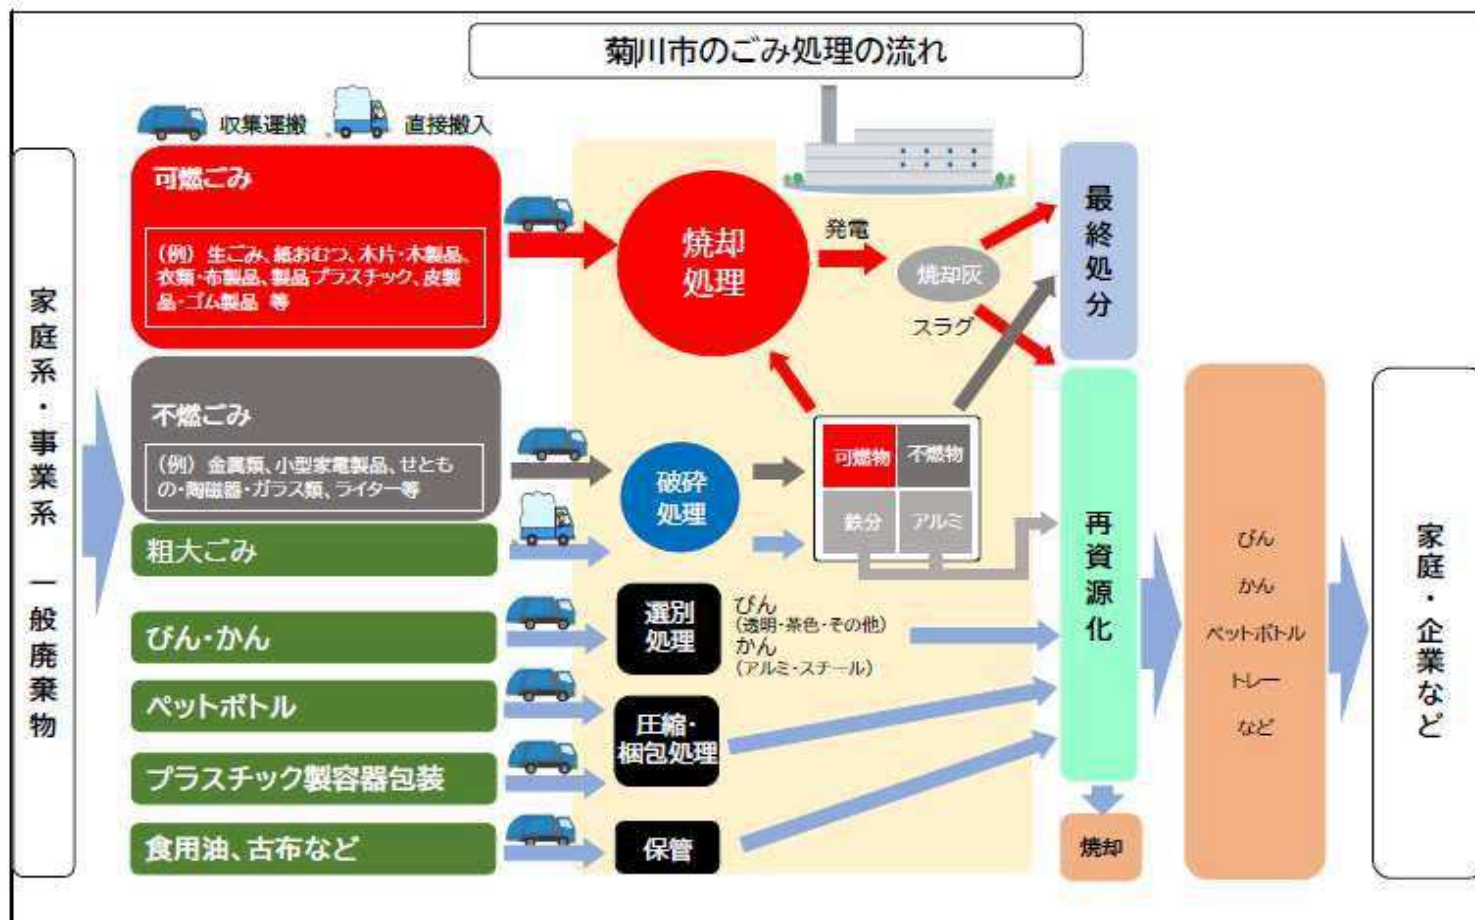 菊川市のごみ処理の流れ
収集運搬
直接搬入
家庭系・事業系 一般廃棄物
可燃ごみ
(例) 生ごみ、紙おむつ、木片・木製品、
衣類・布製品、製品プラスチック、皮製
品・ゴム製品 等
不燃ごみ
(例) 金属類、小型家電製品、せともの
の・陶磁器・ガラス類、ライター等
粗大ごみ
びん・かん
ペットボトル
プラスチック製容器包装
食用油、古布など
焼却
処理
発電
焼却灰
スラグ
破砕
処理
可燃物
不燃物
鉄分
アルミ
選別
処理
びん
(透明・茶色・その他)
かん
(アルミ・スチール)
圧縮・
梱包処理
保管
最終処分
再資源化
焼却
びん
かん
ペットボトル
トレー
など
家庭・企業など